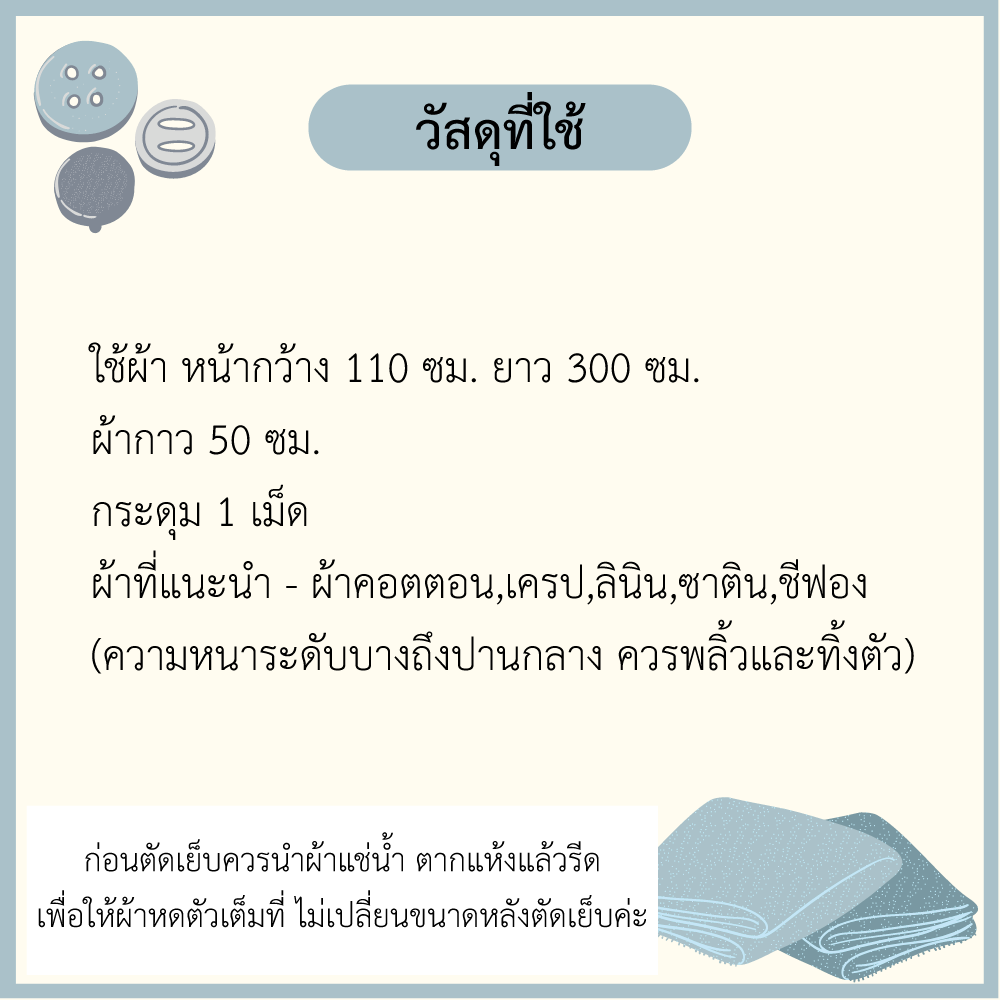 วัสดุที่ใช้
ใช้ผ้า หน้ากว้าง 110 ซม. ยาว 300 ซม.
ผ้ากาว 50 ซม.
กระดุม 1 เม็ด
ผ้าที่แนะนำ - ผ้าคอตตอน,เครป,ลินิน,ซาติน,ชีฟอง
(ความหนาระดับบางถึงปานกลาง ควรพลิ้วและทิ้งตัว)
ก่อนตัดเย็บควรนำผ้าแช่น้ำ ตากแห้งแล้วรีด
เพื่อให้ผ้าหดตัวเต็มที่ ไม่เปลี่ยนขนาดหลังตัดเย็บค่ะ